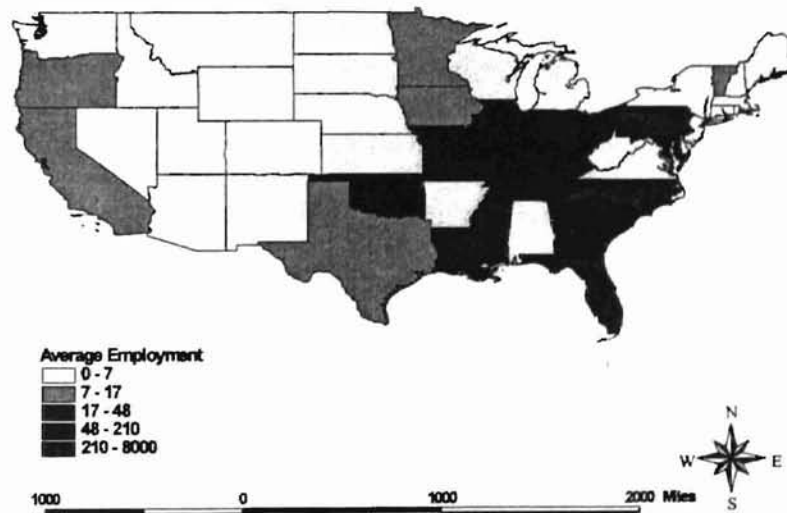 Average Employment
0 - 7
7 - 17
17 - 48
48 - 210
210 - 8000
N
W E
S
1000 0 1000 2000 Miles